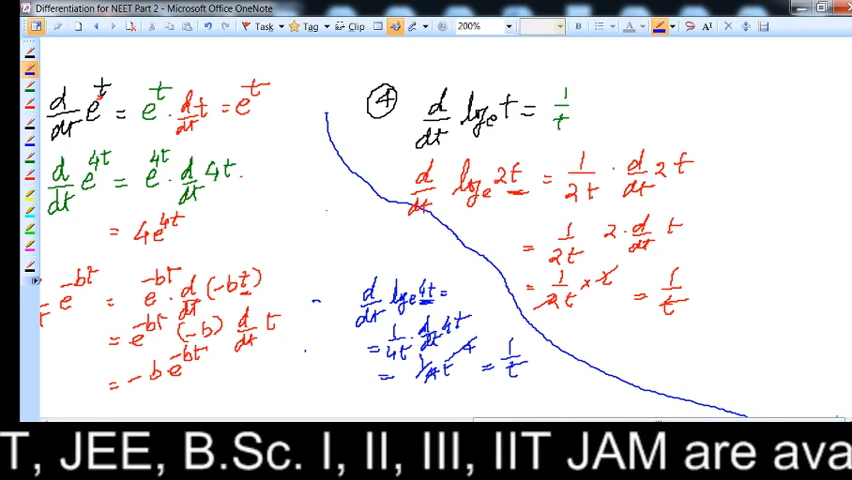 Differentiation for NEET Part 2 - Microsoft Office OneNote
Task Tag Clip 200%
d/dt e^t = e^t · d/dt t = e^t
d/dt e^4t = e^4t · d/dt 4t.
= 4e^4t
e^-bt = e^-bt · d/dt (-bt)
= e^-bt (-b) d/dt t
= -b e^-bt
④ d/dt log_e t = 1/t
d/dt log_e 2t = 1/2t · d/dt 2t
= 1/2t 2 · d/dt t
= 1/2t × 2 = 1/t
d/dt log_e 4t =
= 1/4t · d/dt 4t
= 1/4t 4 = 1/t
T, JEE, B.Sc. I, II, III, IIT JAM are ava